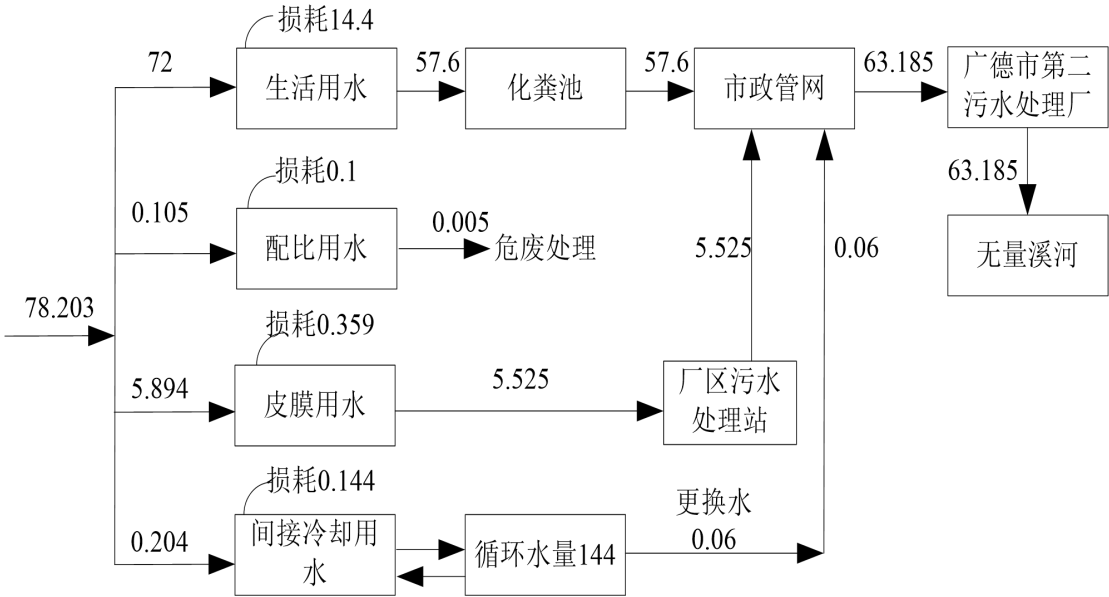 损耗14.4
72
生活用水
57.6
化粪池
57.6
市政管网
63.185
广德市第二
污水处理厂
63.185
无量溪河
损耗0.1
0.105
配比用水
0.005
危废处理
5.525
0.06
78.203
损耗0.359
5.894
皮膜用水
5.525
厂区污水
处理站
损耗0.144
0.204
间接冷却用
水
循环水量144
更换水
0.06